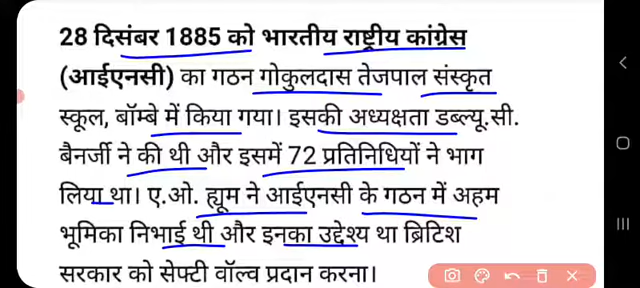 28 दिसंबर 1885 को भारतीय राष्ट्रीय कांग्रेस
(आईएनसी) का गठन गोकुलदास तेजपाल संस्कृत
स्कूल, बॉम्बे में किया गया। इसकी अध्यक्षता डब्ल्यू.सी.
बैनर्जी ने की थी और इसमें 72 प्रतिनिधियों ने भाग
लिया था। ए.ओ. ह्यूम ने आईएनसी के गठन में अहम
भूमिका निभाई थी और इनका उद्देश्य था ब्रिटिश
सरकार को सेफ्टी वॉल्व प्रदान करना।